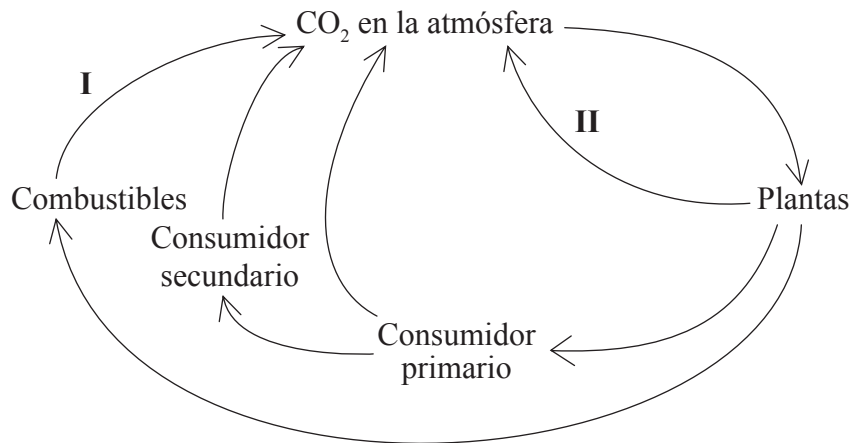 CO₂ en la atmósfera
I
II
Combustibles
Plantas
Consumidor
secundario
Consumidor
primario